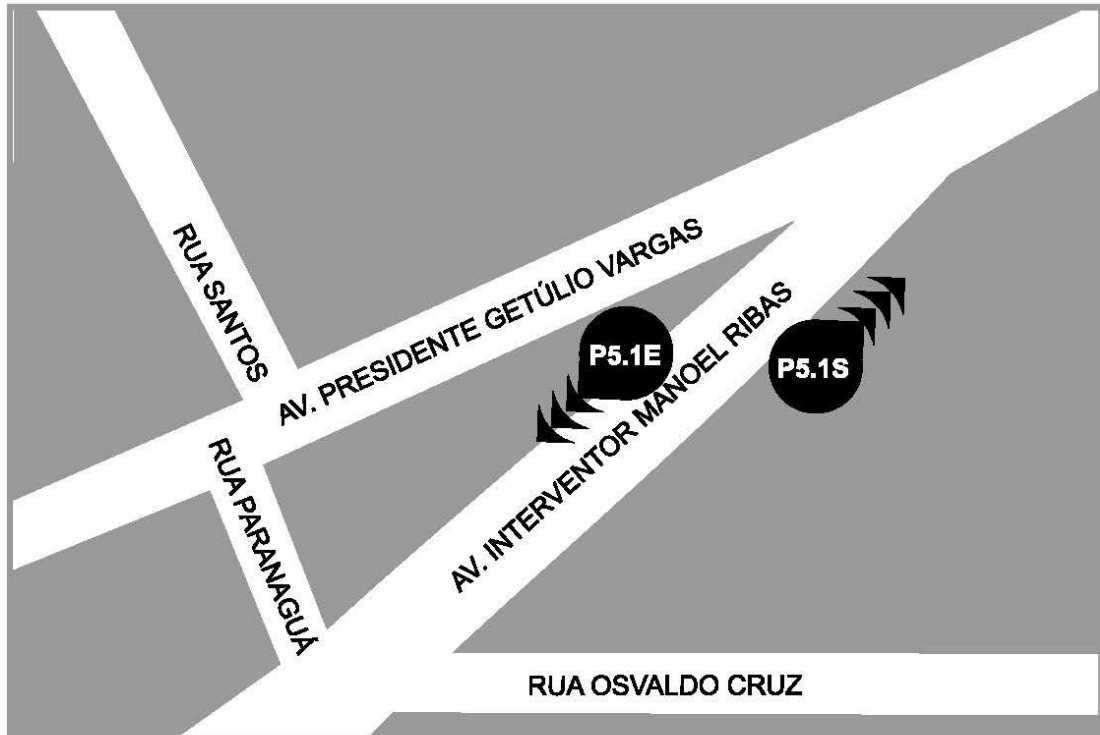 RUA SANTOS
AV. PRESIDENTE GETÚLIO VARGAS
P5.1E
P5.1S
AV. INTERVENTOR MANOEL RIBAS
RUA PARANAGUÁ
RUA OSVALDO CRUZ